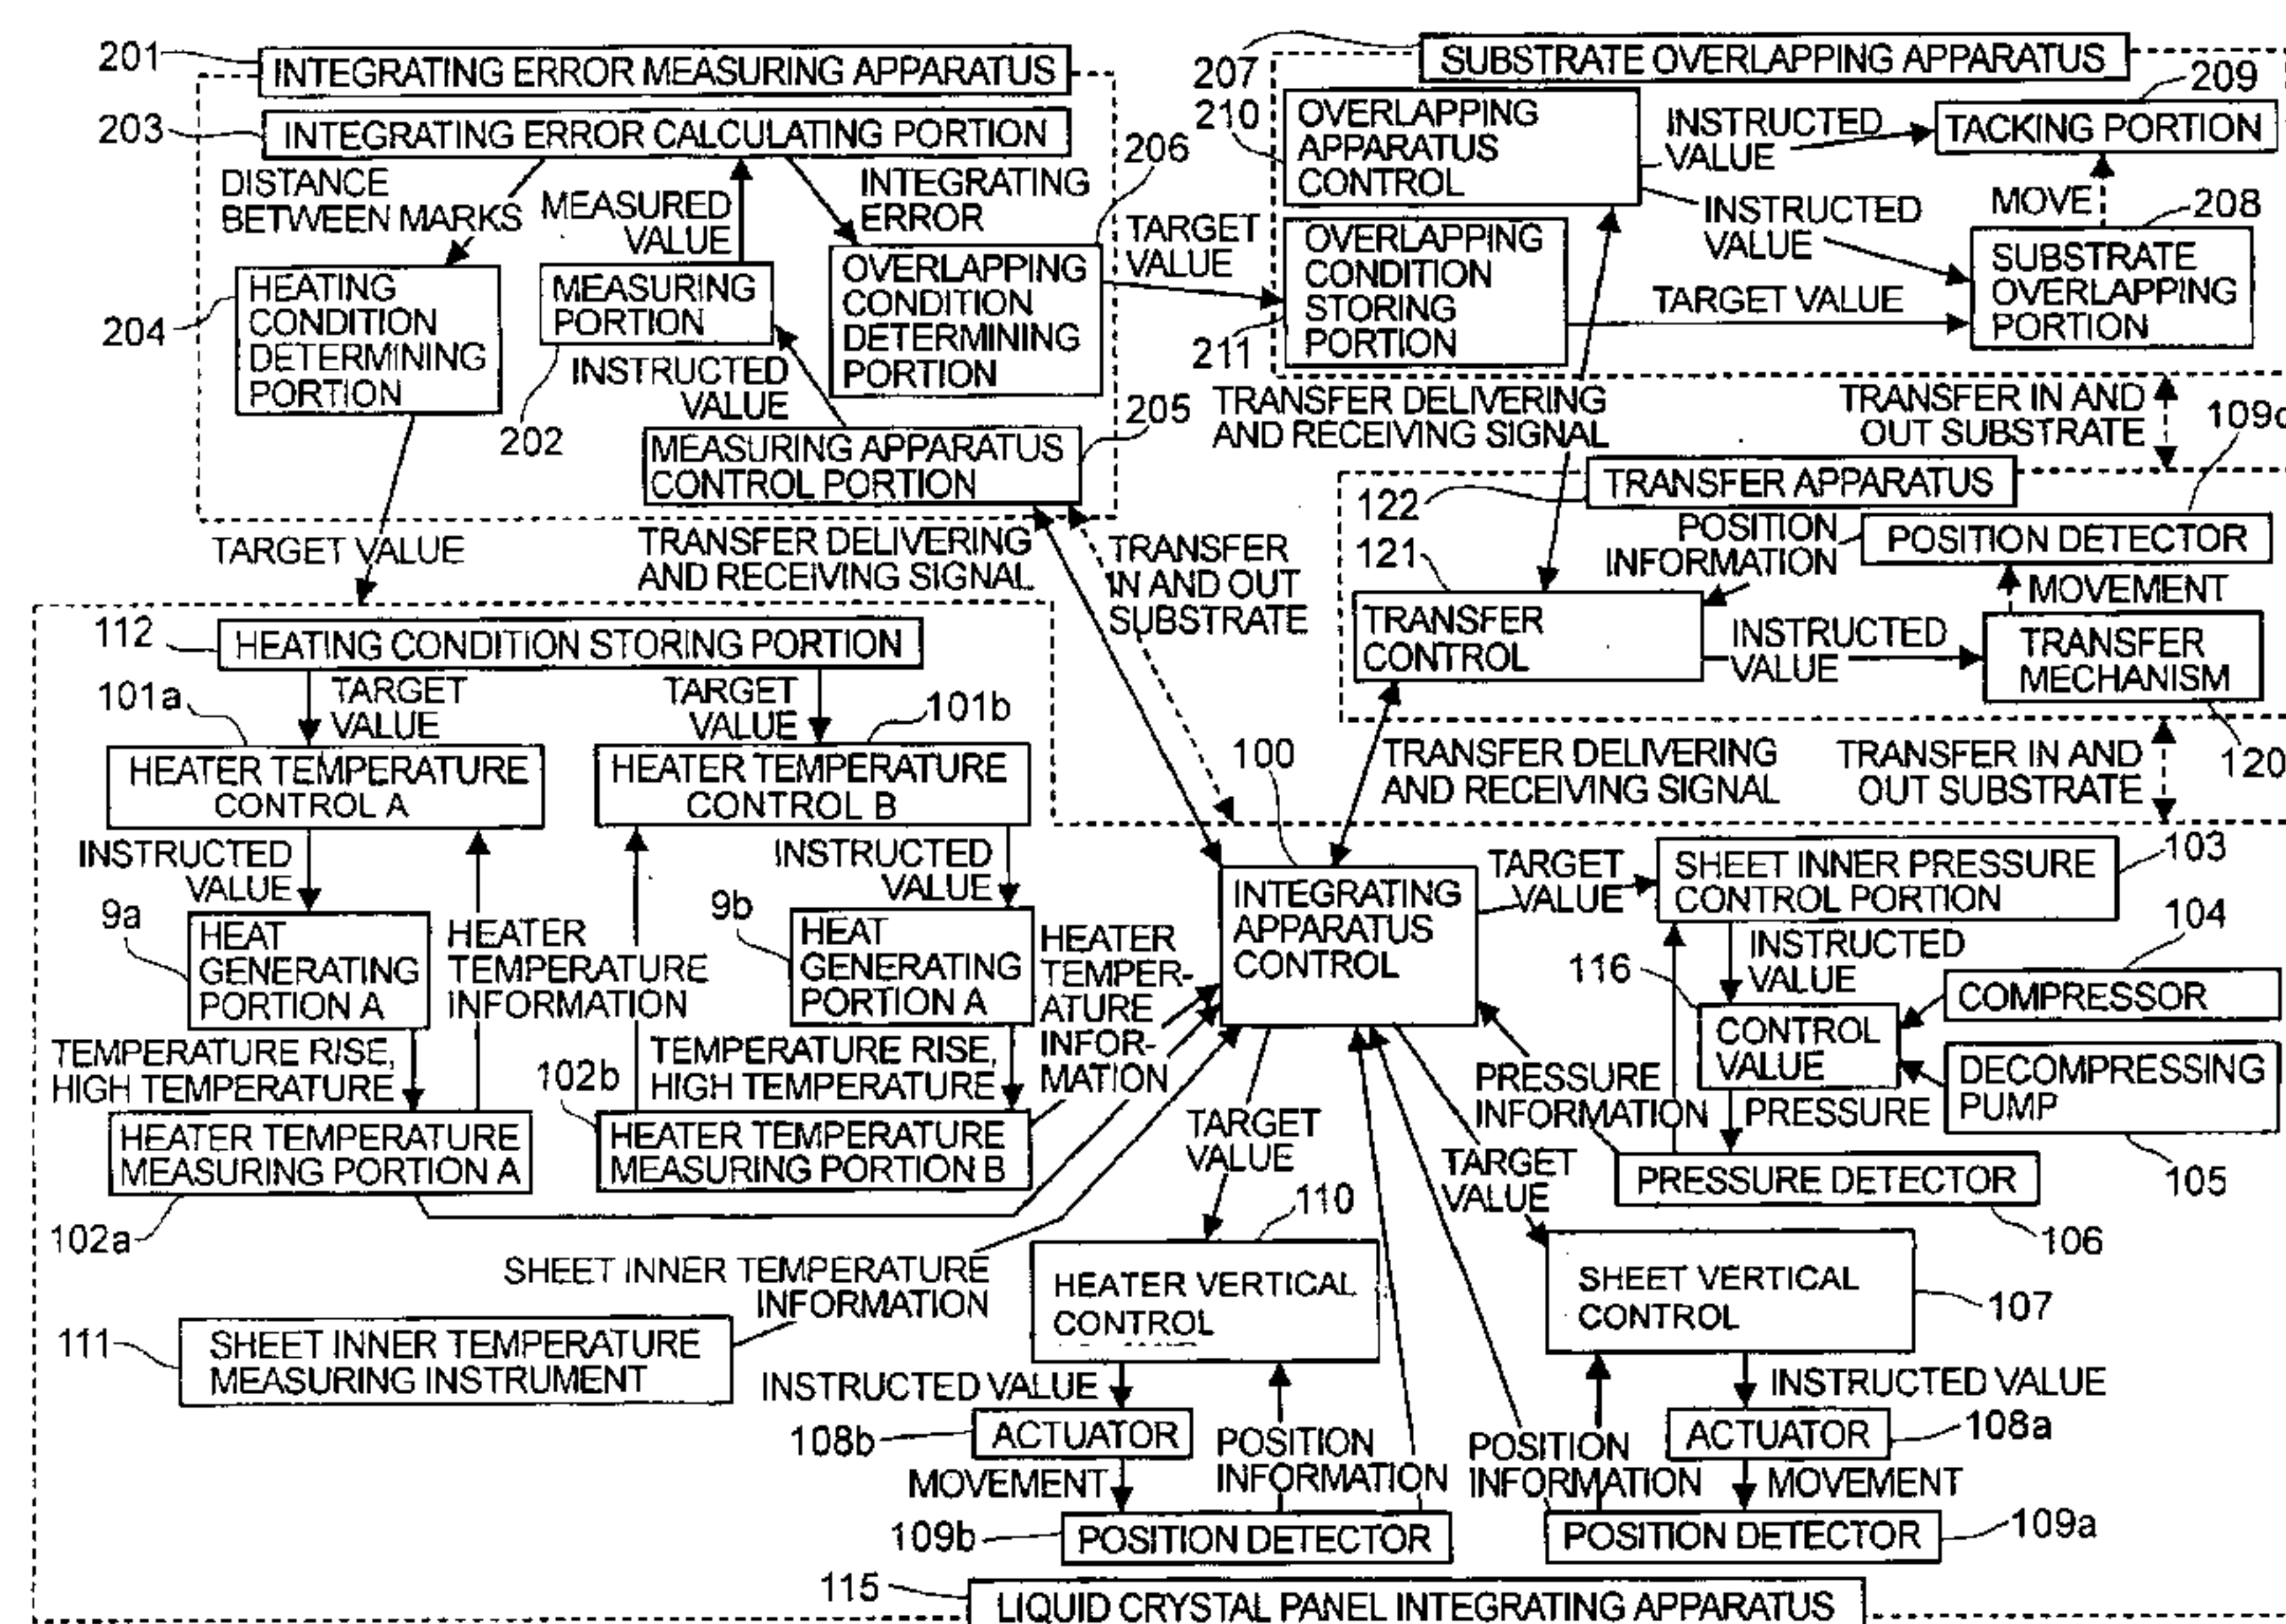 201
INTEGRATING ERROR MEASURING APPARATUS
203
INTEGRATING ERROR CALCULATING PORTION
DISTANCE
BETWEEN MARKS
MEASURED
VALUE
INTEGRATING
ERROR
206
204
HEATING
CONDITION
DETERMINING
PORTION
MEASURING
PORTION
202
OVERLAPPING
CONDITION
DETERMINING
PORTION
INSTRUCTED
VALUE
205
MEASURING APPARATUS
CONTROL PORTION
TARGET
VALUE
207
SUBSTRATE OVERLAPPING APPARATUS
210
OVERLAPPING
APPARATUS
CONTROL
INSTRUCTED
VALUE
209
TACKING PORTION
MOVE
INSTRUCTED
VALUE
208
SUBSTRATE
OVERLAPPING
PORTION
OVERLAPPING
CONDITION
STORING
PORTION
211
TARGET VALUE
TRANSFER DELIVERING
AND RECEIVING SIGNAL
TRANSFER IN AND
OUT SUBSTRATE
109c
122
TRANSFER APPARATUS
121
POSITION
INFORMATION
POSITION DETECTOR
MOVEMENT
TRANSFER
CONTROL
INSTRUCTED
VALUE
TRANSFER
MECHANISM
120
TRANSFER DELIVERING
AND RECEIVING SIGNAL
TRANSFER IN AND
OUT SUBSTRATE
TARGET VALUE
TRANSFER DELIVERING
AND RECEIVING SIGNAL
TRANSFER
IN AND OUT
SUBSTRATE
112
HEATING CONDITION STORING PORTION
101a
TARGET
VALUE
TARGET
VALUE
101b
HEATER TEMPERATURE
CONTROL A
HEATER TEMPERATURE
CONTROL B
INSTRUCTED
VALUE
INSTRUCTED
VALUE
9a
HEAT
GENERATING
PORTION A
HEATER
TEMPERATURE
INFORMATION
9b
HEAT
GENERATING
PORTION A
HEATER
TEMPER-
ATURE
INFOR-
MATION
TEMPERATURE RISE,
HIGH TEMPERATURE
102b
TEMPERATURE RISE,
HIGH TEMPERATURE
HEATER TEMPERATURE
MEASURING PORTION A
HEATER TEMPERATURE
MEASURING PORTION B
102a
SHEET INNER TEMPERATURE
INFORMATION
111
SHEET INNER TEMPERATURE
MEASURING INSTRUMENT
100
INTEGRATING
APPARATUS
CONTROL
TARGET
VALUE
SHEET INNER PRESSURE
CONTROL PORTION
103
INSTRUCTED
VALUE
104
116
COMPRESSOR
CONTROL
VALUE
DECOMPRESSING
PUMP
105
PRESSURE
INFORMATION
PRESSURE
PRESSURE DETECTOR
106
TARGET
VALUE
110
TARGET
VALUE
HEATER VERTICAL
CONTROL
SHEET VERTICAL
CONTROL
107
INSTRUCTED VALUE
INSTRUCTED VALUE
108b
ACTUATOR
POSITION
INFORMATION
POSITION
INFORMATION
ACTUATOR
108a
MOVEMENT
MOVEMENT
109b
POSITION DETECTOR
POSITION DETECTOR
109a
115
LIQUID CRYSTAL PANEL INTEGRATING APPARATUS